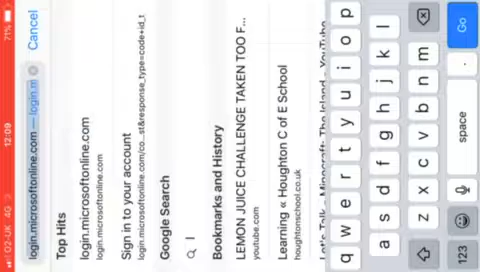 O2-UK 4G 12:09 71%
login.microsoftonline.com — login.m
Cancel
Top Hits
login.microsoftonline.com
login.microsoftonline.com
Sign in to your account
login.microsoftonline.com/co...st&response_type=code+id_t
Google Search
l
Bookmarks and History
LEMON JUICE CHALLENGE TAKEN TOO F...
youtube.com
Learning « Houghton C of E School
houghtonschool.co.uk
Let's Talk - Minecraft: The Island - YouTube
q w e r t y u i o p
a s d f g h j k l
z x c v b n m
123 space . Go